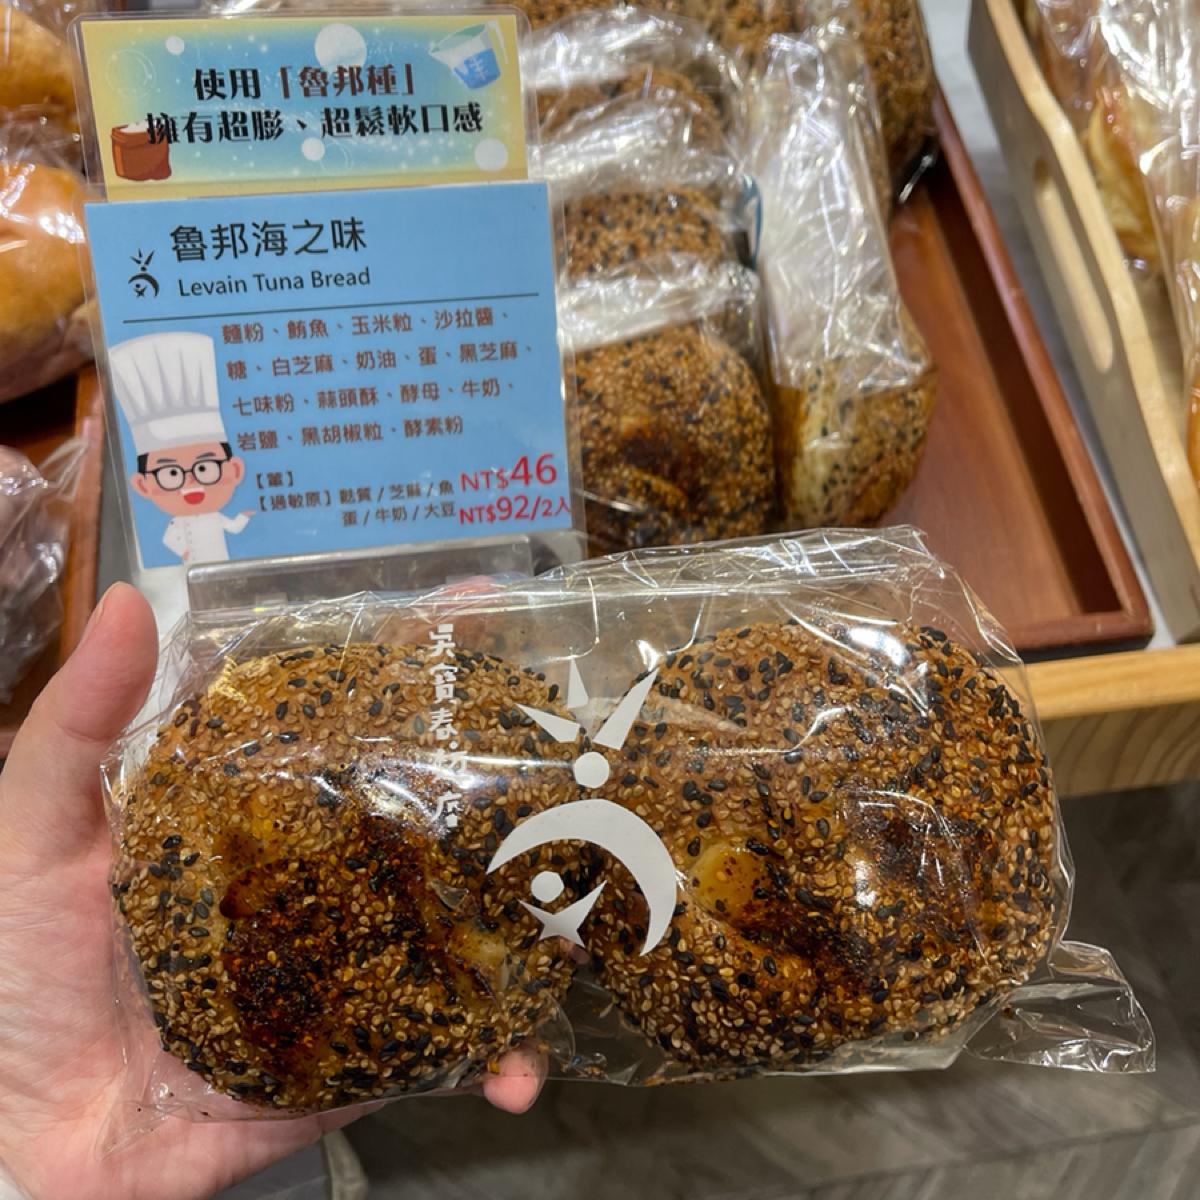 使用「魯邦種」
擁有超膨、超鬆軟口感
魯邦海之味
Levain Tuna Bread
麵粉、鮪魚、玉米粒、沙拉醬、
糖、白芝麻、奶油、蛋、黑芝麻、
七味粉、蒜頭酥、酵母、牛奶、
岩鹽、黑胡椒粒、酵素粉
【葷】
【過敏原】麩質/芝麻/魚
蛋/牛奶/大豆
NT$46
NT$92/2入
吳寶春麥方店